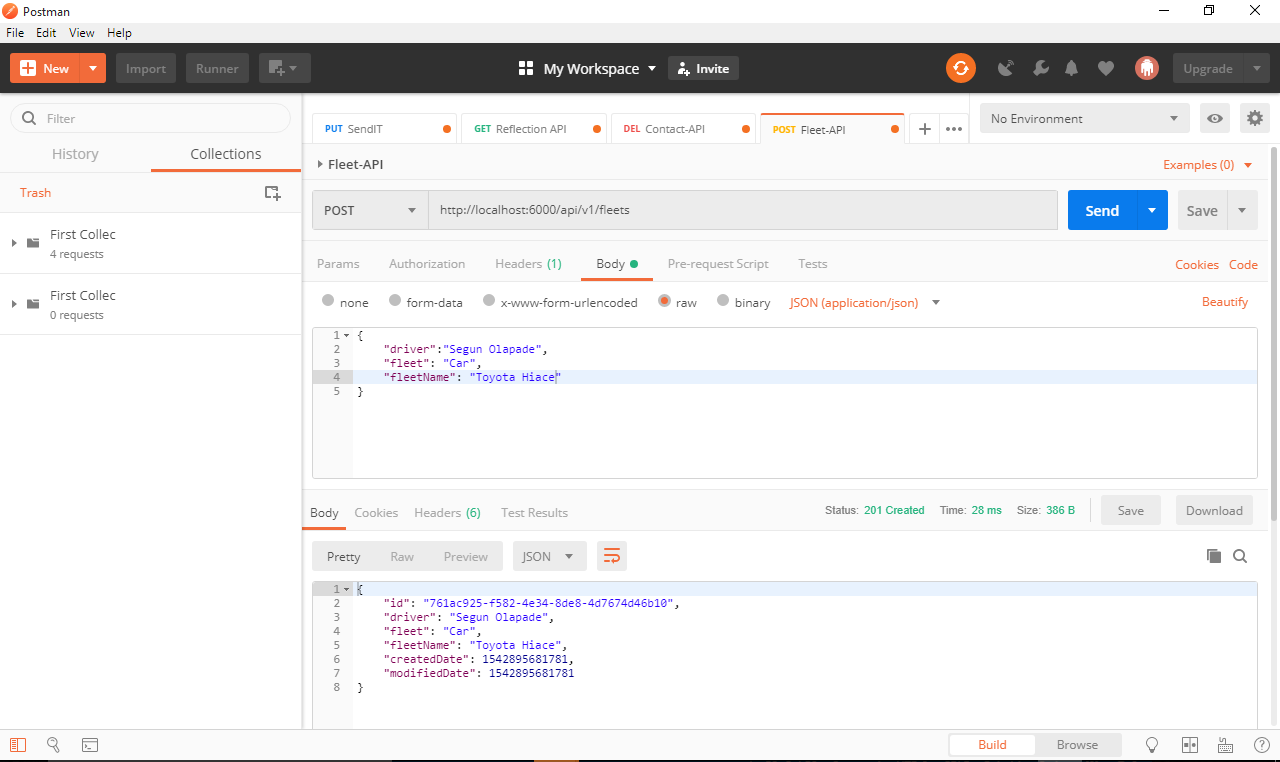 Postman
File Edit View Help
New Import Runner My Workspace Invite Upgrade
Filter
History Collections
Trash
First Collec
4 requests
First Collec
0 requests
PUT SendIT GET Reflection API DEL Contact-API POST Fleet-API No Environment
Fleet-API Examples (0)
POST http://localhost:6000/api/v1/fleets Send Save
Params Authorization Headers (1) Body Pre-request Script Tests Cookies Code
none form-data x-www-form-urlencoded raw binary JSON (application/json) Beautify
1 {
2 "driver":"Segun Olapade",
3 "fleet": "Car",
4 "fleetName": "Toyota Hiace"
5 }
Body Cookies Headers (6) Test Results Status: 201 Created Time: 28 ms Size: 386 B Save Download
Pretty Raw Preview JSON
1 {
2 "id": "761ac925-f582-4e34-8de8-4d7674d46b10",
3 "driver": "Segun Olapade",
4 "fleet": "Car",
5 "fleetName": "Toyota Hiace",
6 "createdDate": 1542895681781,
7 "modifiedDate": 1542895681781
8 }
Build Browse